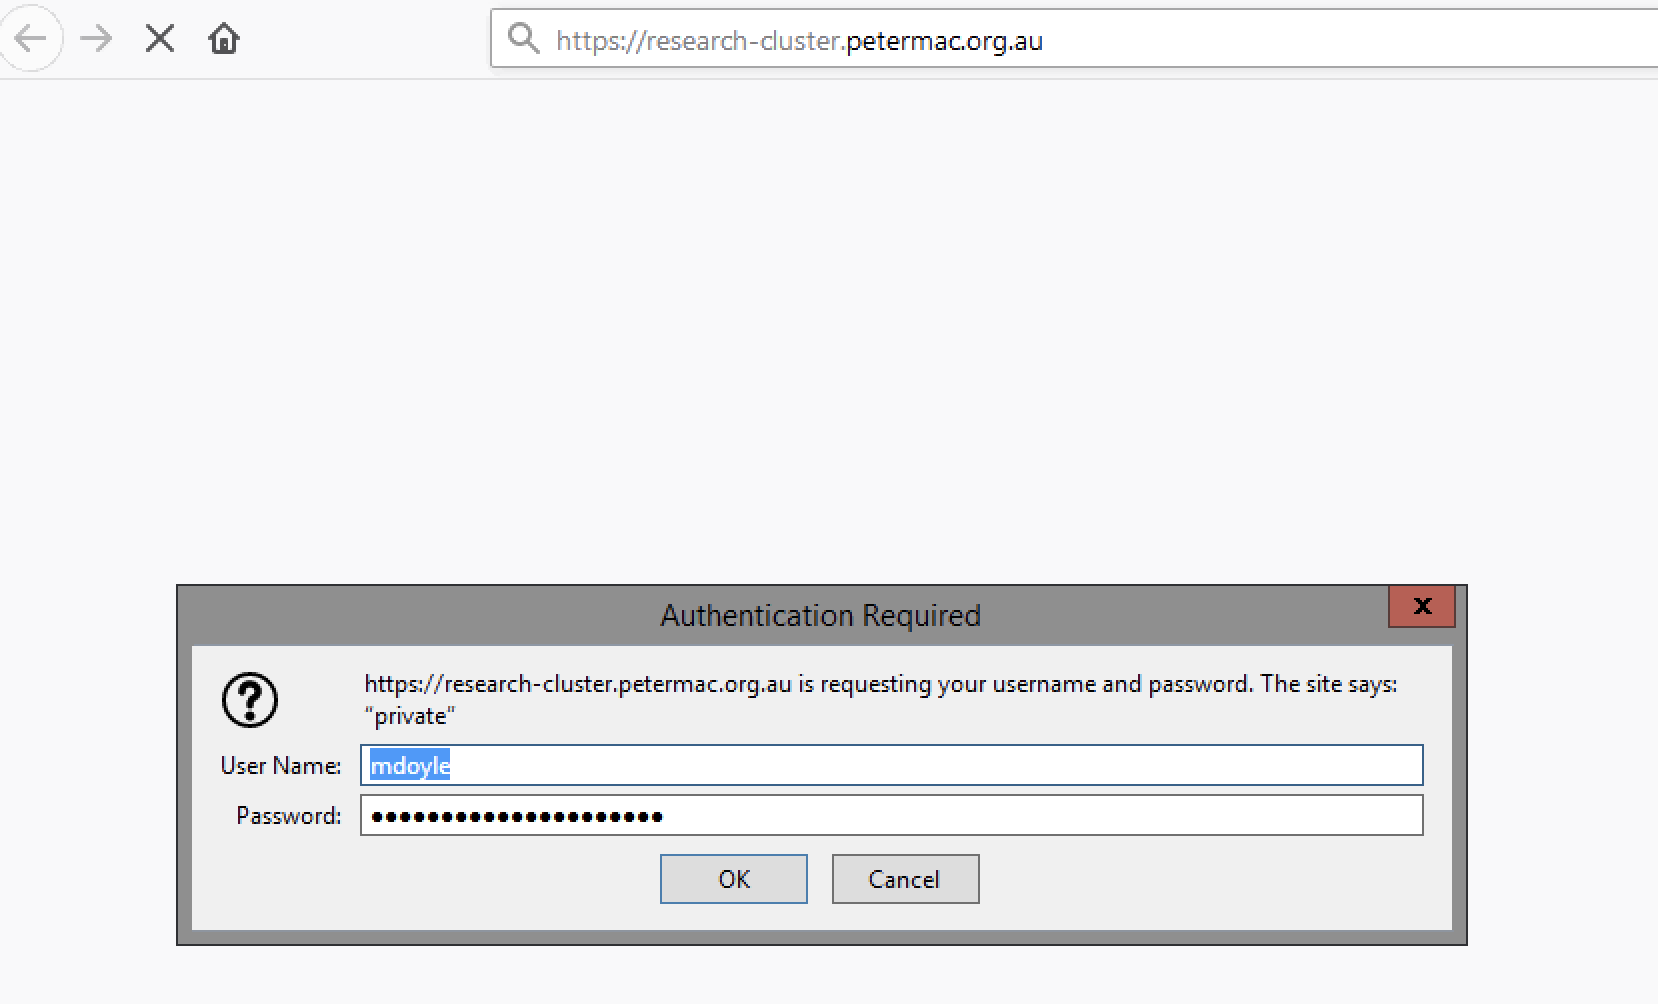 https://research-cluster.petermac.org.au
Authentication Required
x
https://research-cluster.petermac.org.au is requesting your username and password. The site says:
“private”
User Name: mdoyle
Password: •••••••••••••••••••••
OK Cancel